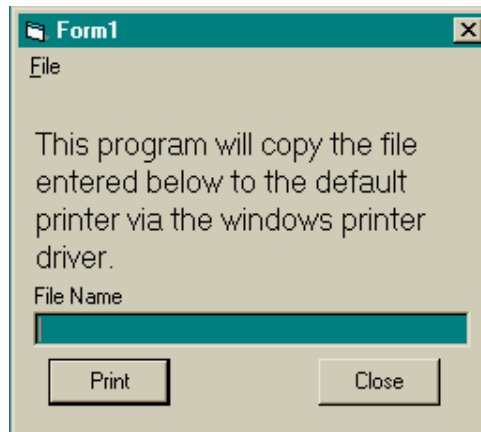 Form1
File
This program will copy the file
entered below to the default
printer via the windows printer
driver.
File Name
Print Close